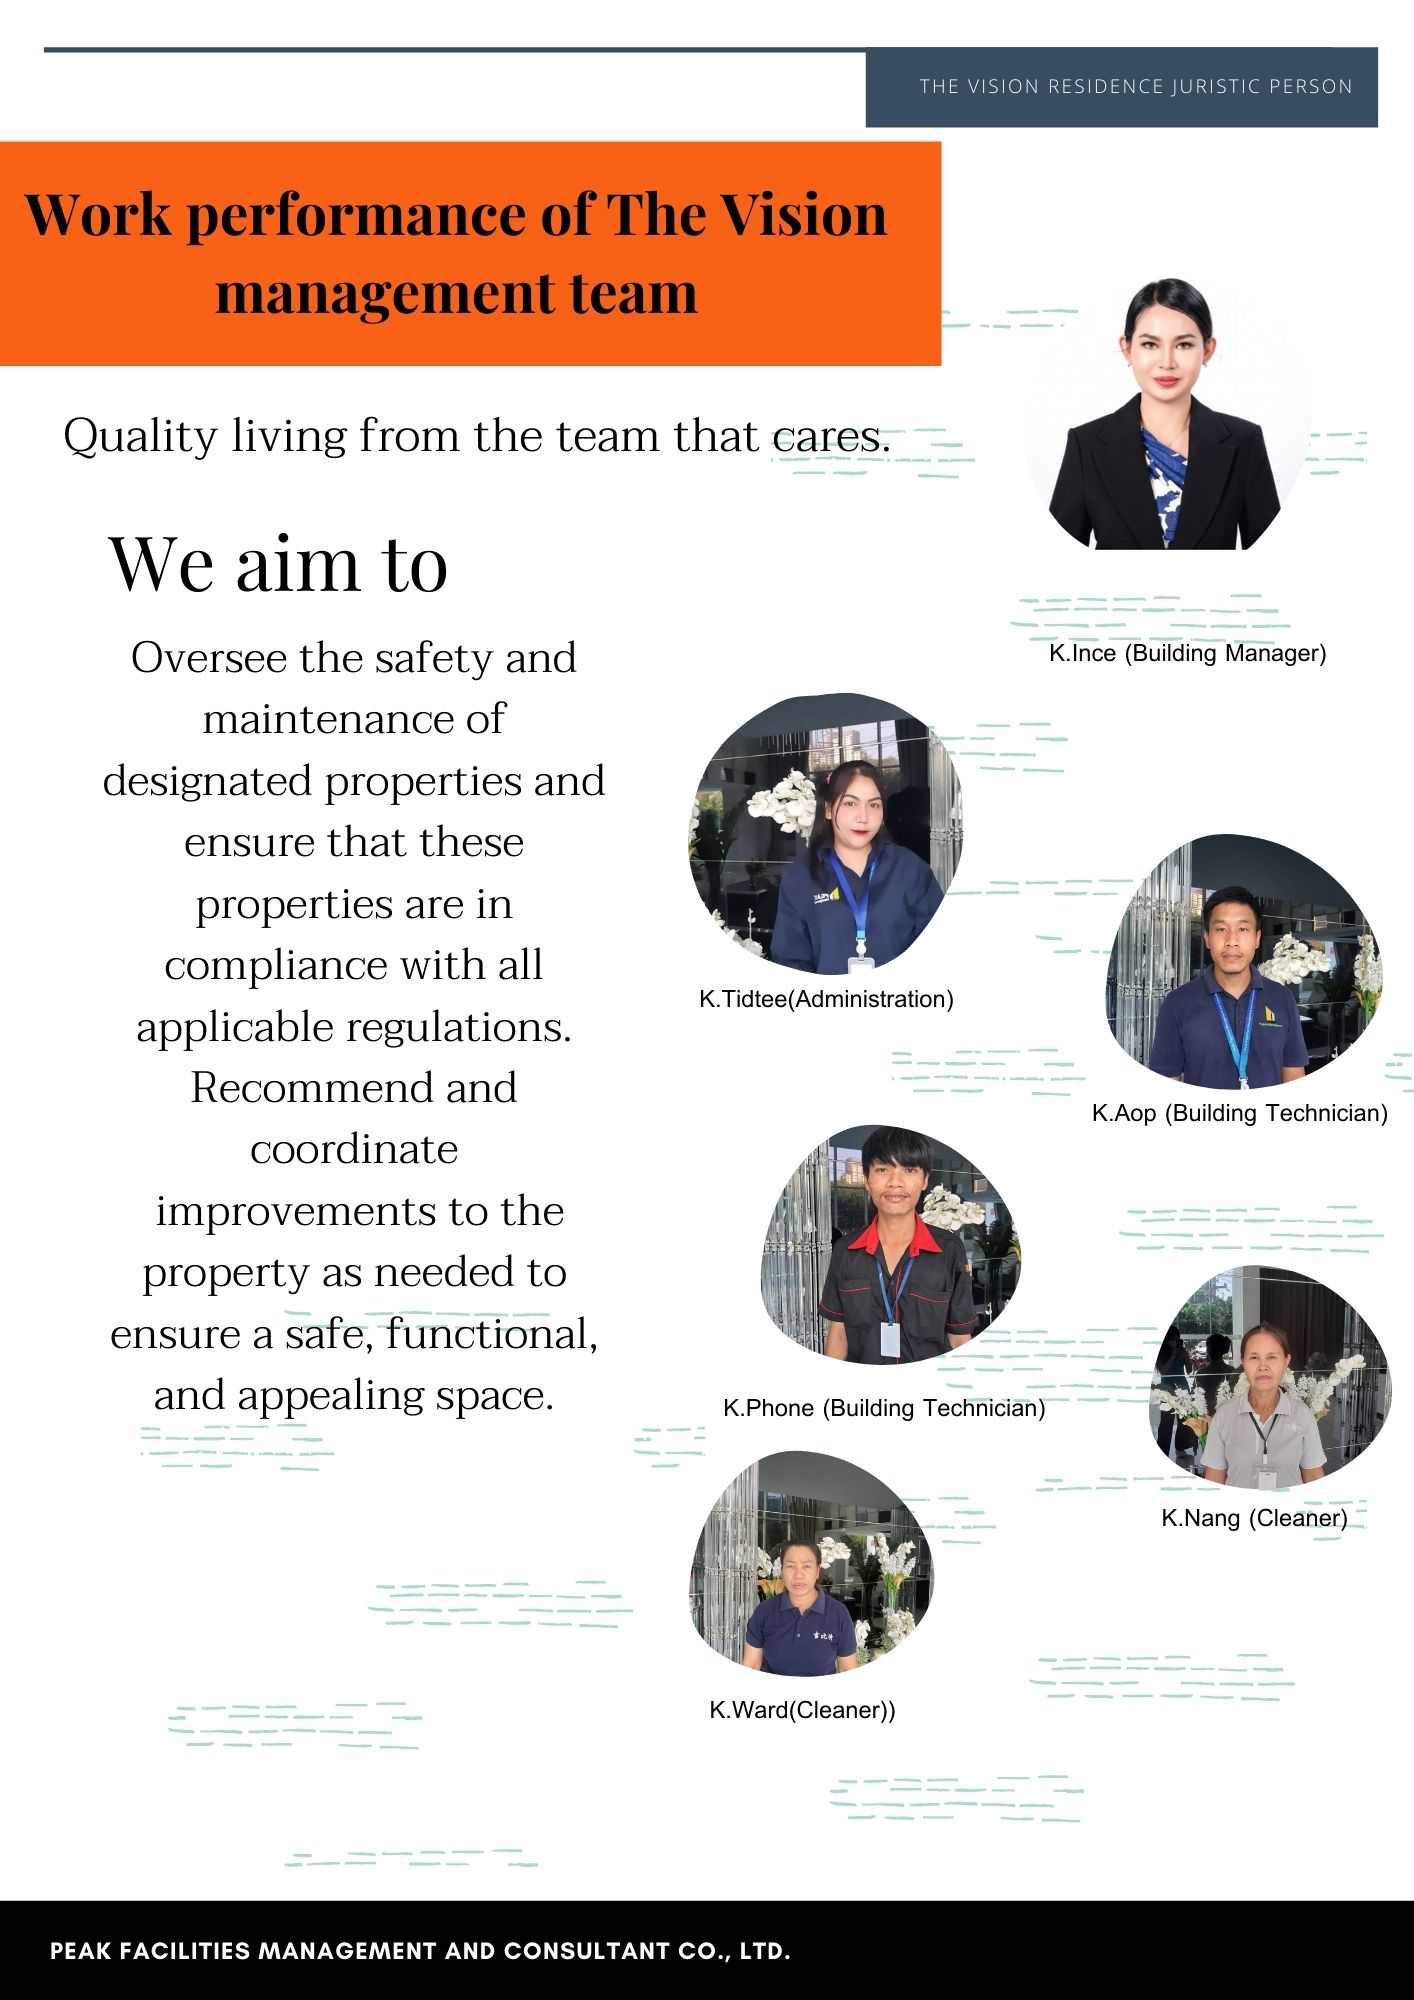 THE VISION RESIDENCE JURISTIC PERSON
Work performance of The Vision
management team
Quality living from the team that cares.
We aim to
Oversee the safety and
maintenance of
designated properties and
ensure that these
properties are in
compliance with all
applicable regulations.
Recommend and
coordinate
improvements to the
property as needed to
ensure a safe, functional,
and appealing space.
K.Ince (Building Manager)
K.Tidtee(Administration)
K.Aop (Building Technician)
K.Phone (Building Technician)
K.Nang (Cleaner)
K.Ward(Cleaner))
PEAK FACILITIES MANAGEMENT AND CONSULTANT CO., LTD.